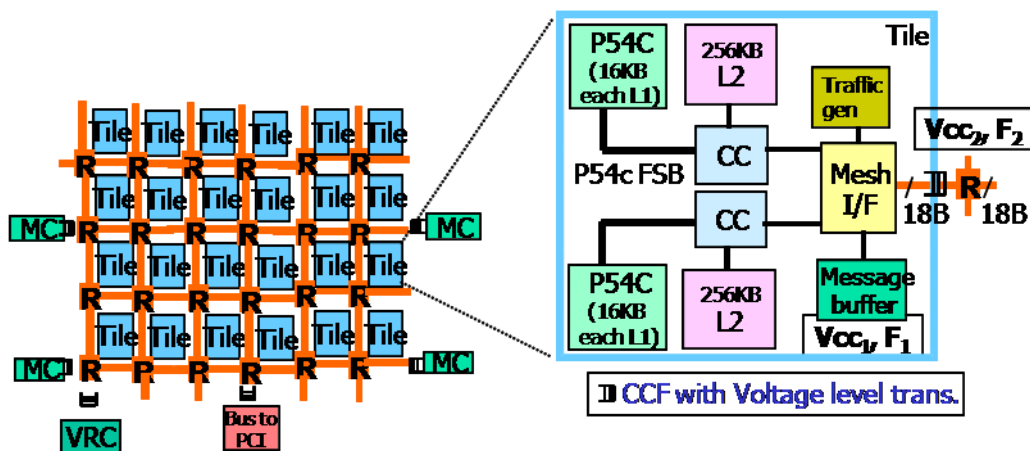 Tile Tile Tile Tile Tile Tile
R R R R R R
Tile Tile Tile Tile Tile Tile
MC R R R R R R MC
Tile Tile Tile Tile Tile Tile
R R R R R R
Tile Tile Tile Tile Tile Tile
MC R R R R R R MC
VRC
Bus to
PCI
Tile
P54C
(16KB
each L1)
256KB
L2
Traffic
gen
CC
P54c FSB
Mesh
I/F
Vcc2, F2
R
18B
18B
CC
P54C
(16KB
each L1)
256KB
L2
Message
buffer
Vcc1, F1
CCF with Voltage level trans.